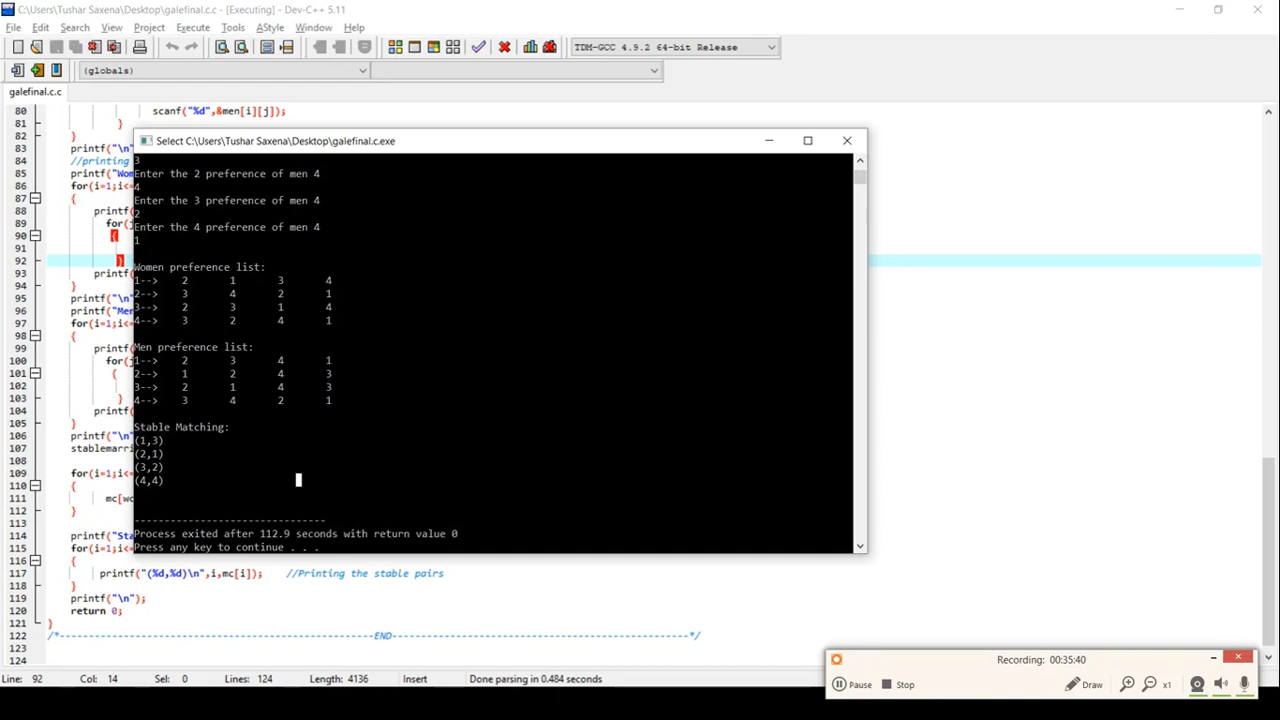 C:\Users\Tushar Saxena\Desktop\galefinal.c.c - [Executing] - Dev-C++ 5.11
File Edit Search View Project Execute Tools AStyle Window Help
TDM-GCC 4.9.2 64-bit Release
(globals)
galefinal.c.c
80 scanf("%d",&men[i][j]);
81 }
82 }
83 printf("\n"
84 //printing
85 printf("Wom
86 for(i=1;i<=
87 {
88 printf(
89 for(j
90 {
91
92 }
93 printf(
94 }
95 printf("\n"
96 printf("Men
97 for(i=1;i<=
98 {
99 printf(
100 for(j
101 {
102
103 }
104 printf(
105 }
106 printf("\n"
107 stablemarri
108
109 for(i=1;i<=
110 {
111 mc[wo
112 }
113
114 printf("Sta
115 for(i=1;i<=
116 {
117 printf("(%d,%d)\n",i,mc[i]); //Printing the stable pairs
118 }
119 printf("\n");
120 return 0;
121 }
122 /*-----------------------------------------------END-----------------------------------------------*/
123
124
Select C:\Users\Tushar Saxena\Desktop\galefinal.c.exe
3
Enter the 2 preference of men 4
4
Enter the 3 preference of men 4
2
Enter the 4 preference of men 4
1
Women preference list:
1--> 2 1 3 4
2--> 3 4 2 1
3--> 2 3 1 4
4--> 3 2 4 1
Men preference list:
1--> 2 3 4 1
2--> 1 2 4 3
3--> 2 1 4 3
4--> 3 4 2 1
Stable Matching:
(1,3)
(2,1)
(3,2)
(4,4)
--------------------------------
Process exited after 112.9 seconds with return value 0
Press any key to continue . . .
Recording: 00:35:40
Pause Stop Draw x1
Line: 92 Col: 14 Sel: 0 Lines: 124 Length: 4136 Insert Done parsing in 0.484 seconds